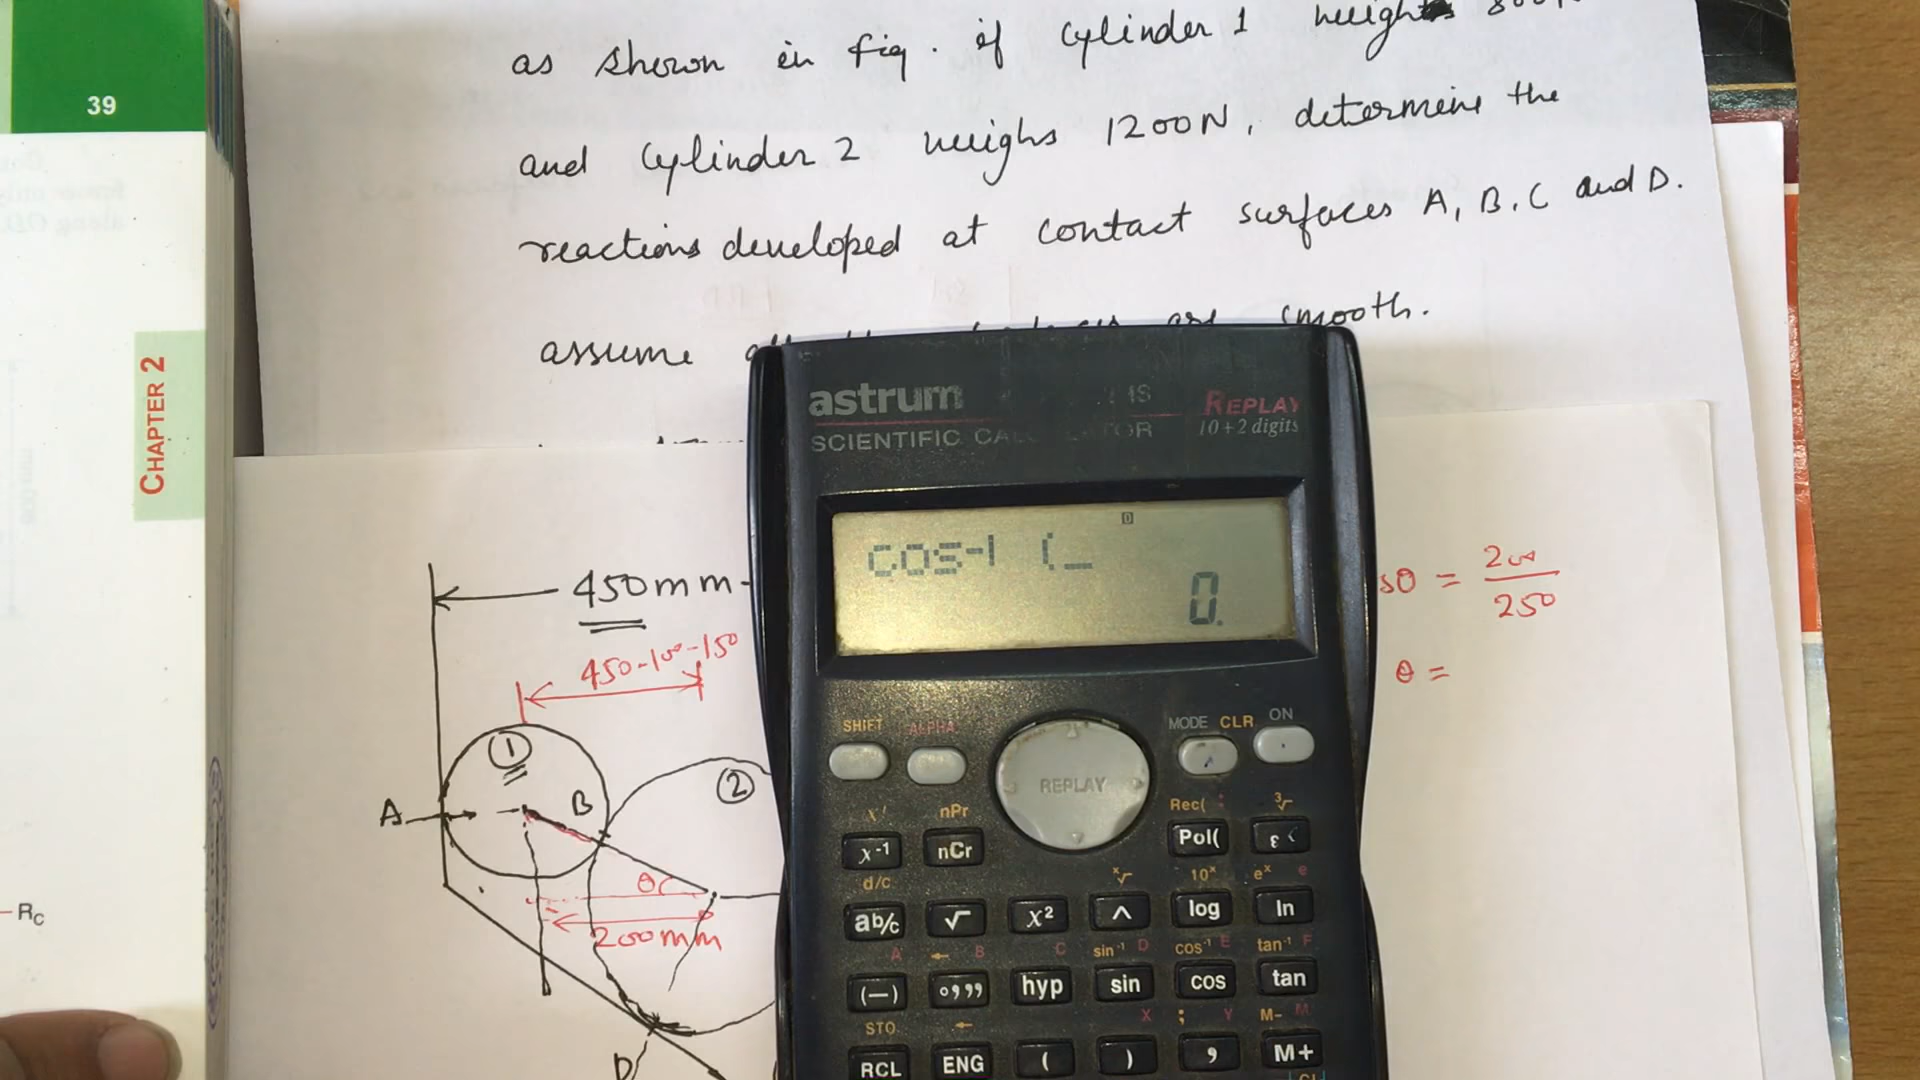 39
as shown in fig. if cylinder 1 weighs 800N
and cylinder 2 weighs 1200N, determine the
reactions developed at contact surfaces A, B, C and D.
assume smooth.
CHAPTER 2
RC
astrum
REPLAY
SCIENTIFIC 10+2 digits
D
cos-1 (_
0.
450mm
450-100-150
1
2
A
B
θ
200mm
D
sθ = 200/250
θ =
SHIFT ALPHA MODE CLR ON
REPLAY
nPr Rec( :
x-1 nCr Pol(
d/c 10x ex e
ab/c √ x2 ^ log ln
A B C sin-1 D cos-1 E tan-1 F
(—) hyp sin cos tan
STO X ; Y M- M
RCL ENG ( ) , M+